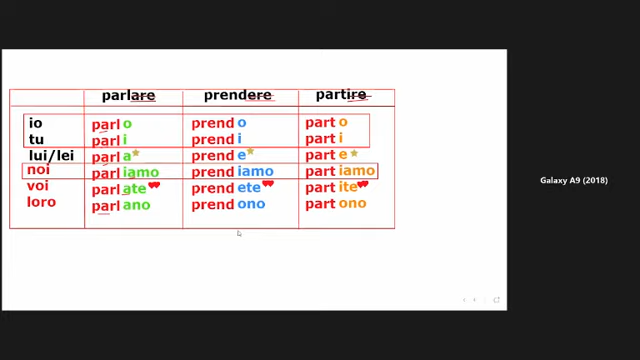 parlare prendere partire
io parlo prendo parto
tu parli prendi parti
lui/lei parla prende parte
noi parliamo prendiamo partiamo
voi parlate prendete partite
loro parlano prendono partono
Galaxy A9 (2018)